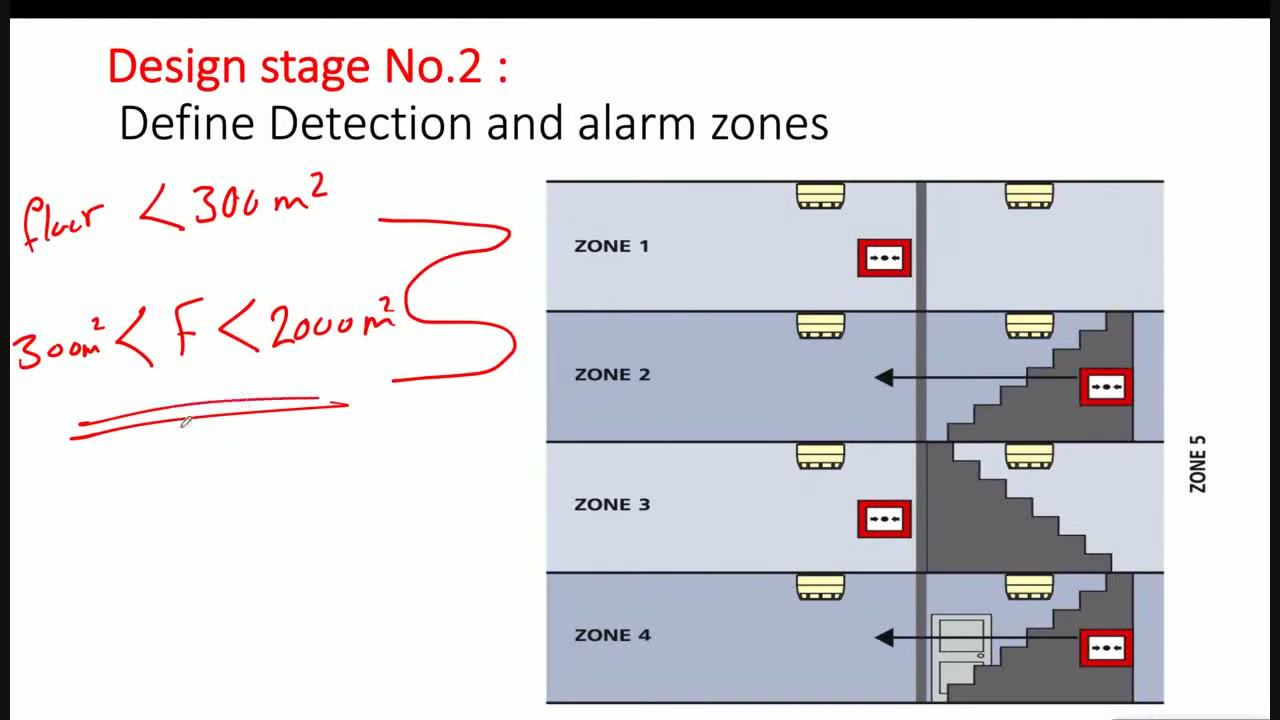 Design stage No.2 :
Define Detection and alarm zones
floor < 300 m²
300m² < F < 2000m²
ZONE 1
ZONE 2
ZONE 3
ZONE 4
ZONE 5